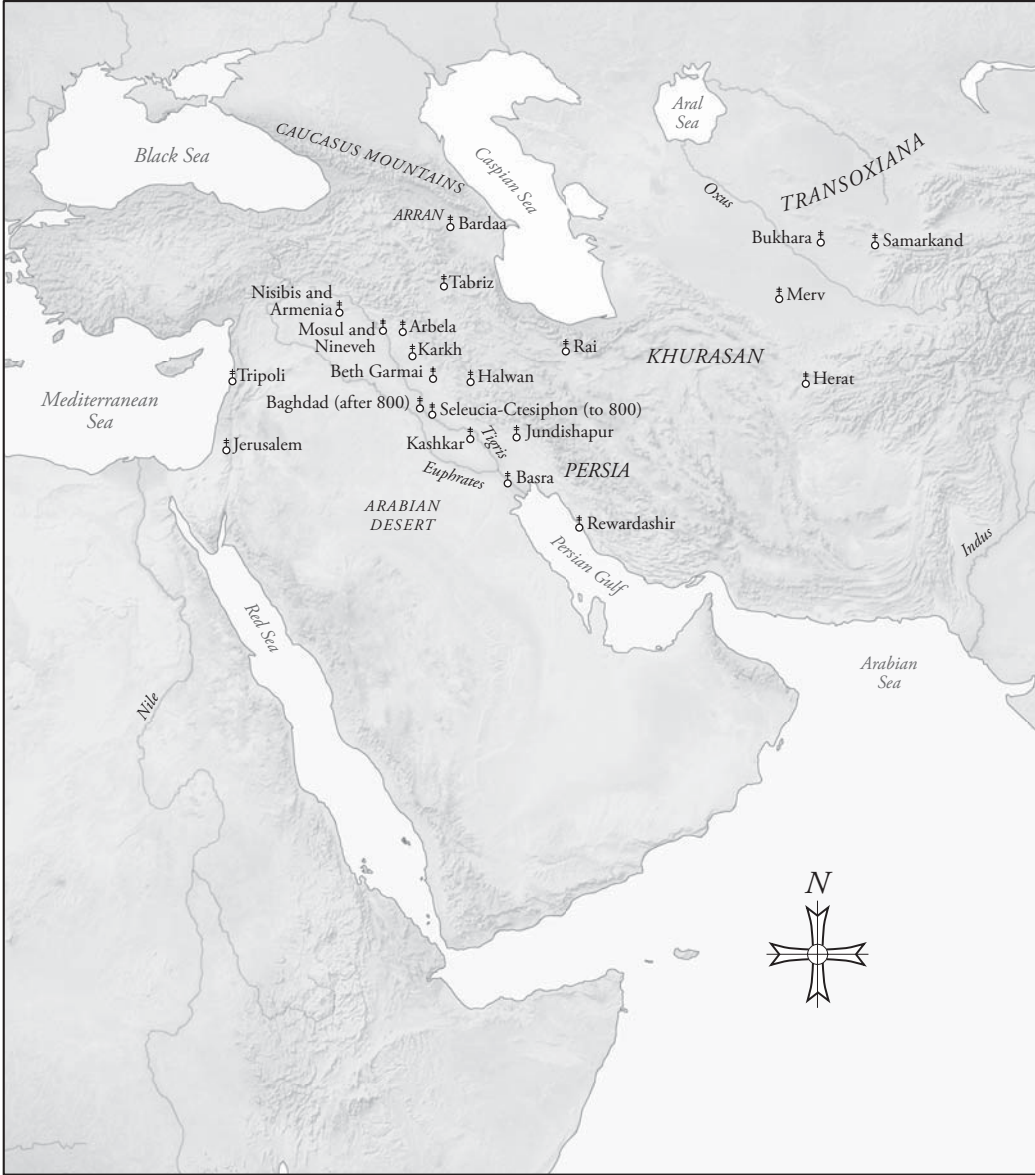 Aral
Sea
Black Sea
CAUCASUS MOUNTAINS
Caspian Sea
TRANSOXIANA
Oxus
ARRAN
Bardaa
Bukhara
Samarkand
Tabriz
Merv
Nisibis and
Armenia
Mosul and
Nineveh
Arbela
Karkh
Rai
KHURASAN
Beth Garmai
Halwan
Herat
Tripoli
Mediterranean
Sea
Baghdad (after 800)
Seleucia-Ctesiphon (to 800)
Jerusalem
Kashkar
Tigris
Jundishapur
Euphrates
PERSIA
Basra
ARABIAN
DESERT
Rewardashir
Indus
Persian Gulf
Red Sea
Arabian
Sea
Nile
N